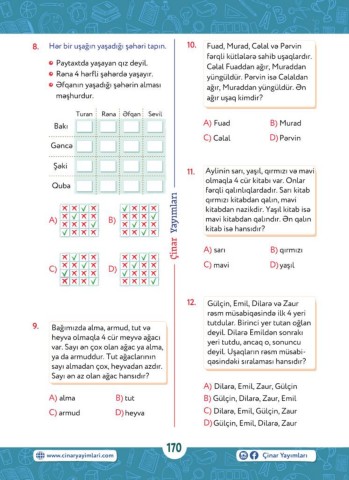 8. Hər bir uşağın yaşadığı şəhəri tapın.
Paytaxtda yaşayan qız deyil.
Rəna 4 hərfli şəhərdə yaşayır.
Əfqanın yaşadığı şəhərin alması
məşhurdur.
Turan Rəna Əfqan Sevil
Bakı
Gəncə
Şəki
Quba
A) B)
C) D)
9. Bağımızda alma, armud, tut və
heyva olmaqla 4 cür meyvə ağacı
var. Sayı ən çox olan ağac ya alma,
ya da armuddur. Tut ağaclarının
sayı almadan çox, heyvadan azdır.
Sayı ən az olan ağac hansıdır?
A) alma B) tut
C) armud D) heyva
Çinar Yayımları
10. Fuad, Murad, Cəlal və Pərvin
fərqli kütlələrə sahib uşaqlardır.
Cəlal Fuaddan ağır, Muraddan
yüngüldür. Pərvin isə Cəlaldan
ağır, Muraddan yüngüldür. Ən
ağır uşaq kimdir?
A) Fuad B) Murad
C) Cəlal D) Pərvin
11. Aylinin sarı, yaşıl, qırmızı və mavi
olmaqla 4 cür kitabı var. Onlar
fərqli qalınlıqlardadır. Sarı kitab
qırmızı kitabdan qalın, mavi
kitabdan nazikdir. Yaşıl kitab isə
mavi kitabdan qalındır. Ən qalın
kitab isə hansıdır?
A) sarı B) qırmızı
C) mavi D) yaşıl
12. Gülçin, Emil, Dilarə və Zaur
rəsm müsabiqəsində ilk 4 yeri
tutdular. Birinci yer tutan oğlan
deyil. Dilarə Emildən sonrakı
yeri tutdu, ancaq o, sonuncu
deyil. Uşaqların rəsm müsabi-
qəsindəki sıralaması hansıdır?
A) Dilarə, Emil, Zaur, Gülçin
B) Gülçin, Dilarə, Zaur, Emil
C) Dilarə, Emil, Gülçin, Zaur
D) Gülçin, Emil, Dilarə, Zaur
www.cinaryayimlari.com 170 Çinar Yayımları